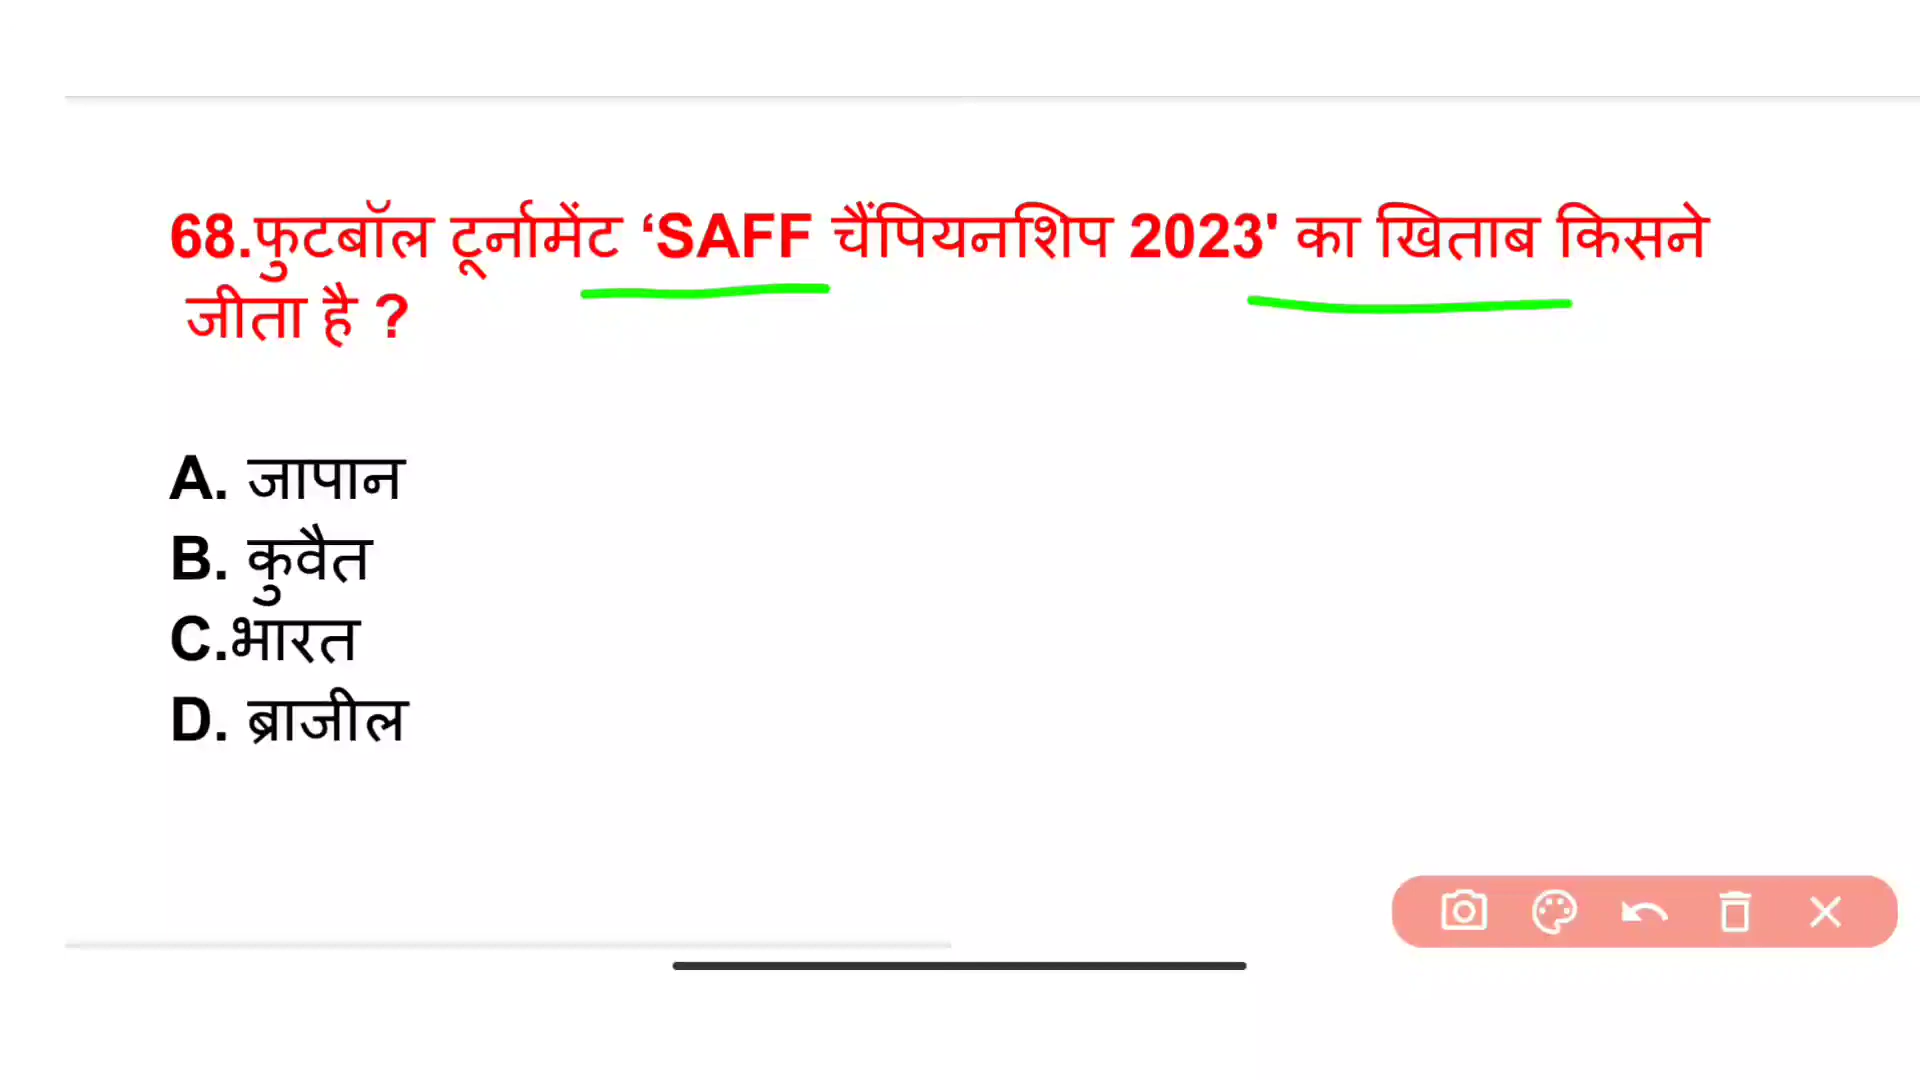 68.फुटबॉल टूर्नामेंट ‘SAFF चैंपियनशिप 2023' का खिताब किसने
जीता है ?
A. जापान
B. कुवैत
C.भारत
D. ब्राजील